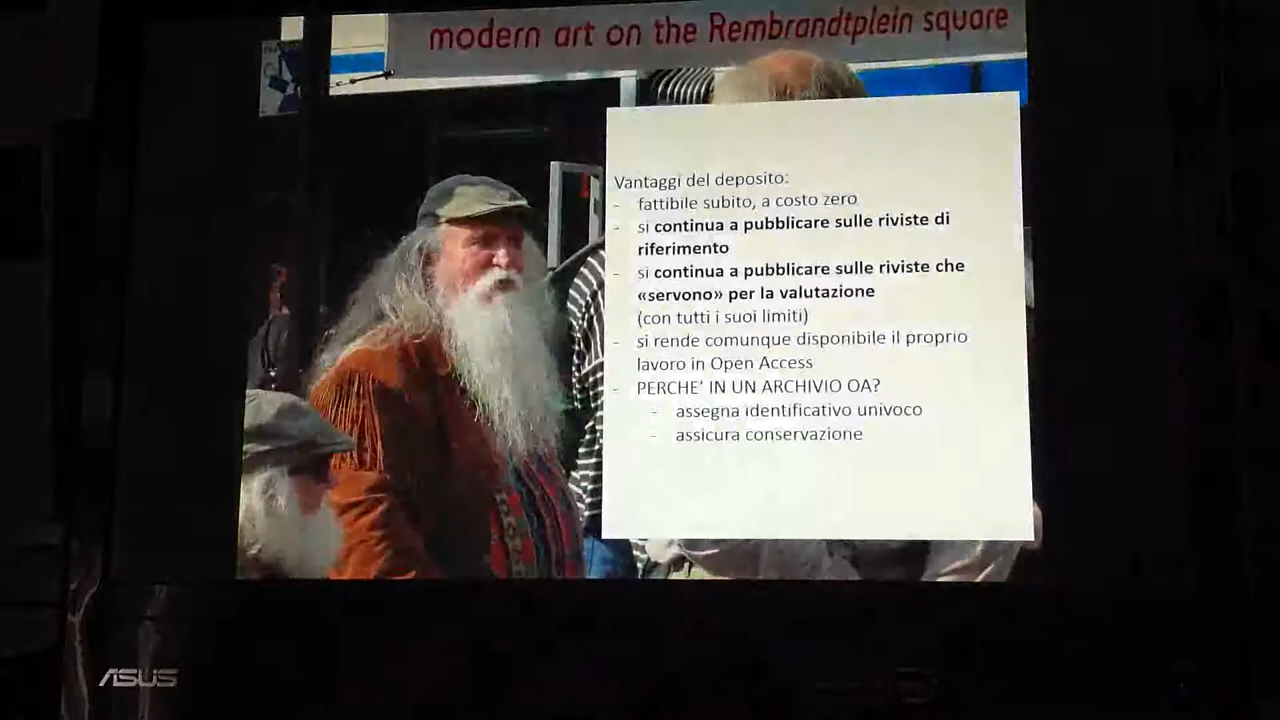 modern art on the Rembrandtplein square
Vantaggi del deposito:
- fattibile subito, a costo zero
- si continua a pubblicare sulle riviste di
riferimento
- si continua a pubblicare sulle riviste che
«servono» per la valutazione
(con tutti i suoi limiti)
- si rende comunque disponibile il proprio
lavoro in Open Access
- PERCHE' IN UN ARCHIVIO OA?
- assegna identificativo univoco
- assicura conservazione
ASUS